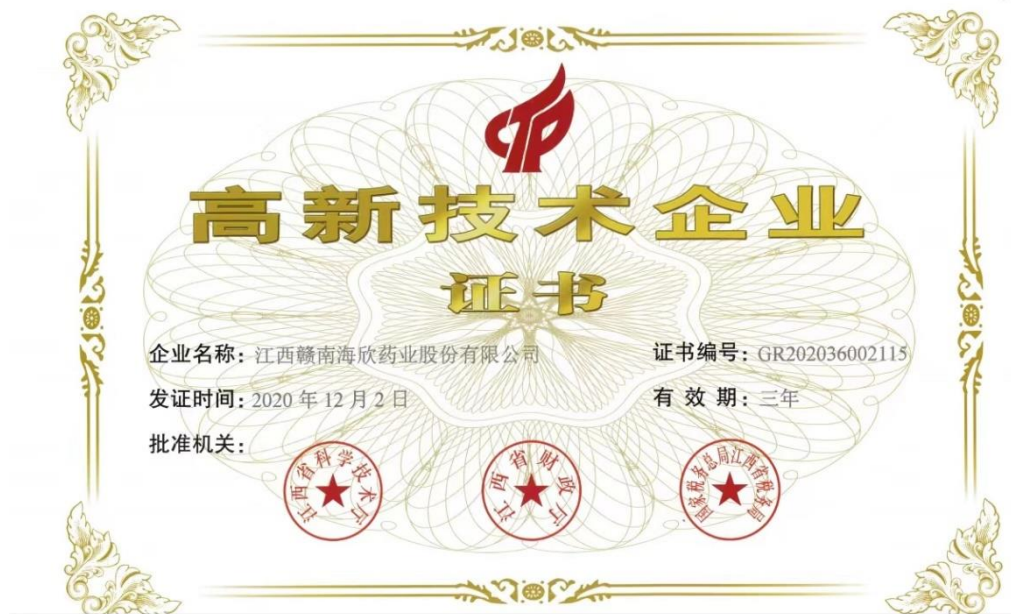 高新技术企业
证书
企业名称：江西赣南海欣药业股份有限公司 证书编号：GR202036002115
发证时间：2020年12月2日 有效期：三年
批准机关：
江西省科学技术厅 江西省财政厅 国家税务总局江西省税务局